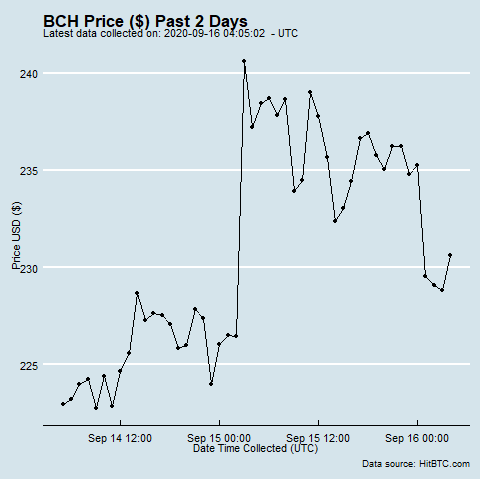 BCH Price ($) Past 2 Days
Latest data collected on: 2020-09-16 04:05:02 - UTC
240
235
230
225
Price USD ($)
Sep 14 12:00 Sep 15 00:00 Sep 15 12:00 Sep 16 00:00
Date Time Collected (UTC)
Data source: HitBTC.com